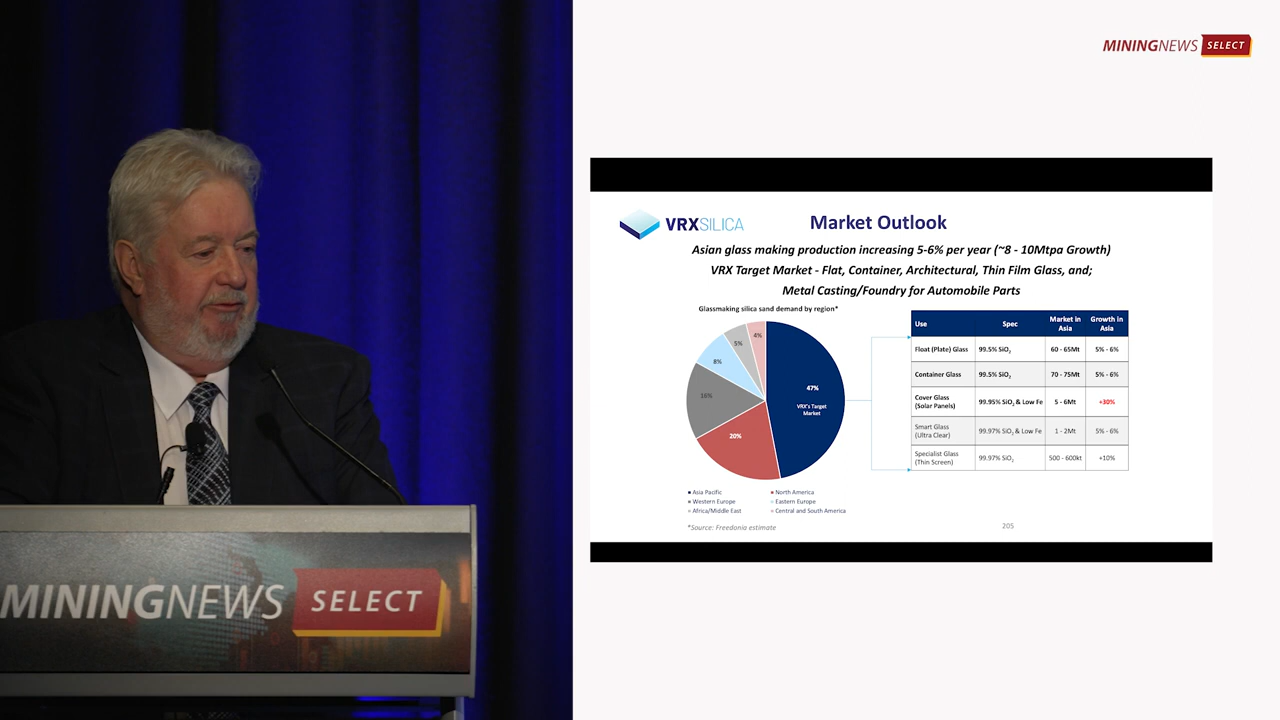 MININGNEWS SELECT
VRXSILICA
Market Outlook
Asian glass making production increasing 5-6% per year (~8 - 10Mtpa Growth)
VRX Target Market - Flat, Container, Architectural, Thin Film Glass, and;
Metal Casting/Foundry for Automobile Parts
Glassmaking silica sand demand by region*
4%
5%
8%
16%
20%
47%
VRX's Target
Market
Asia Pacific North America
Western Europe Eastern Europe
Africa/Middle East Central and South America
*Source: Freedonia estimate
Use Spec Market in Asia Growth in Asia
Float (Plate) Glass 99.5% SiO₂ 60 - 65Mt 5% - 6%
Container Glass 99.5% SiO₂ 70 - 75Mt 5% - 6%
Cover Glass (Solar Panels) 99.95% SiO₂ & Low Fe 5 - 6Mt +30%
Smart Glass (Ultra Clear) 99.97% SiO₂ & Low Fe 1 - 2Mt 5% - 6%
Specialist Glass (Thin Screen) 99.97% SiO₂ 500 - 600kt +10%
205
MININGNEWS SELECT